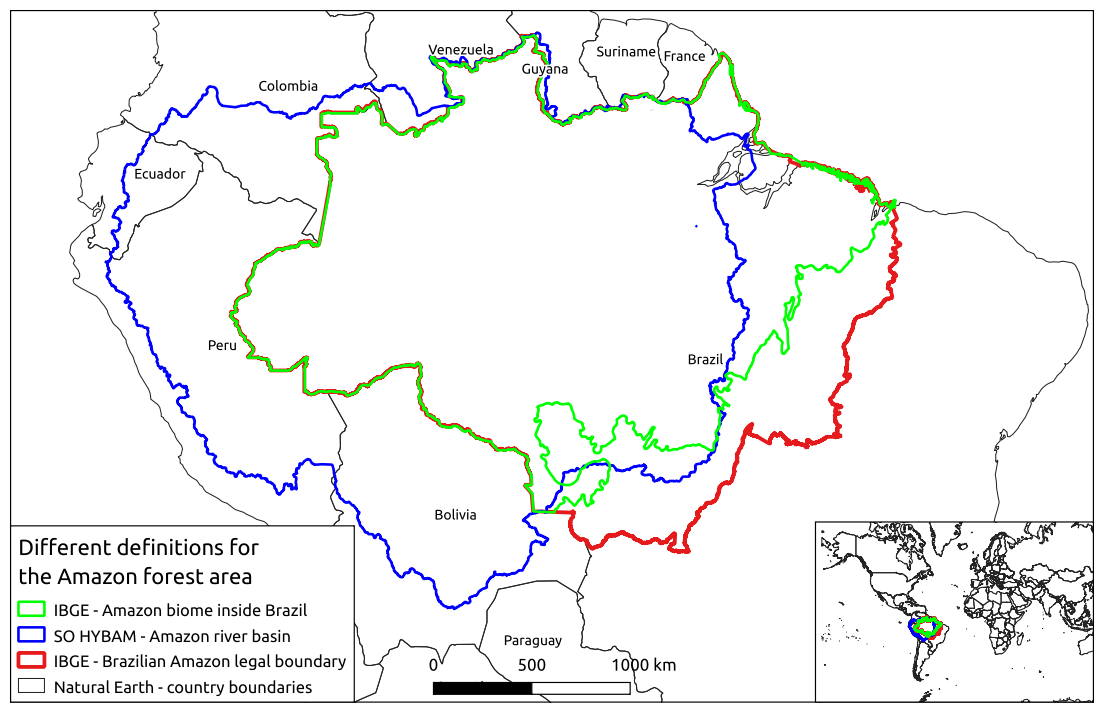 Venezuela
Suriname
France
Guyana
Colombia
Ecuador
Peru
Brazil
Bolivia
Paraguay
Different definitions for
the Amazon forest area
IBGE - Amazon biome inside Brazil
SO HYBAM - Amazon river basin
IBGE - Brazilian Amazon legal boundary
Natural Earth - country boundaries
0 500 1000 km